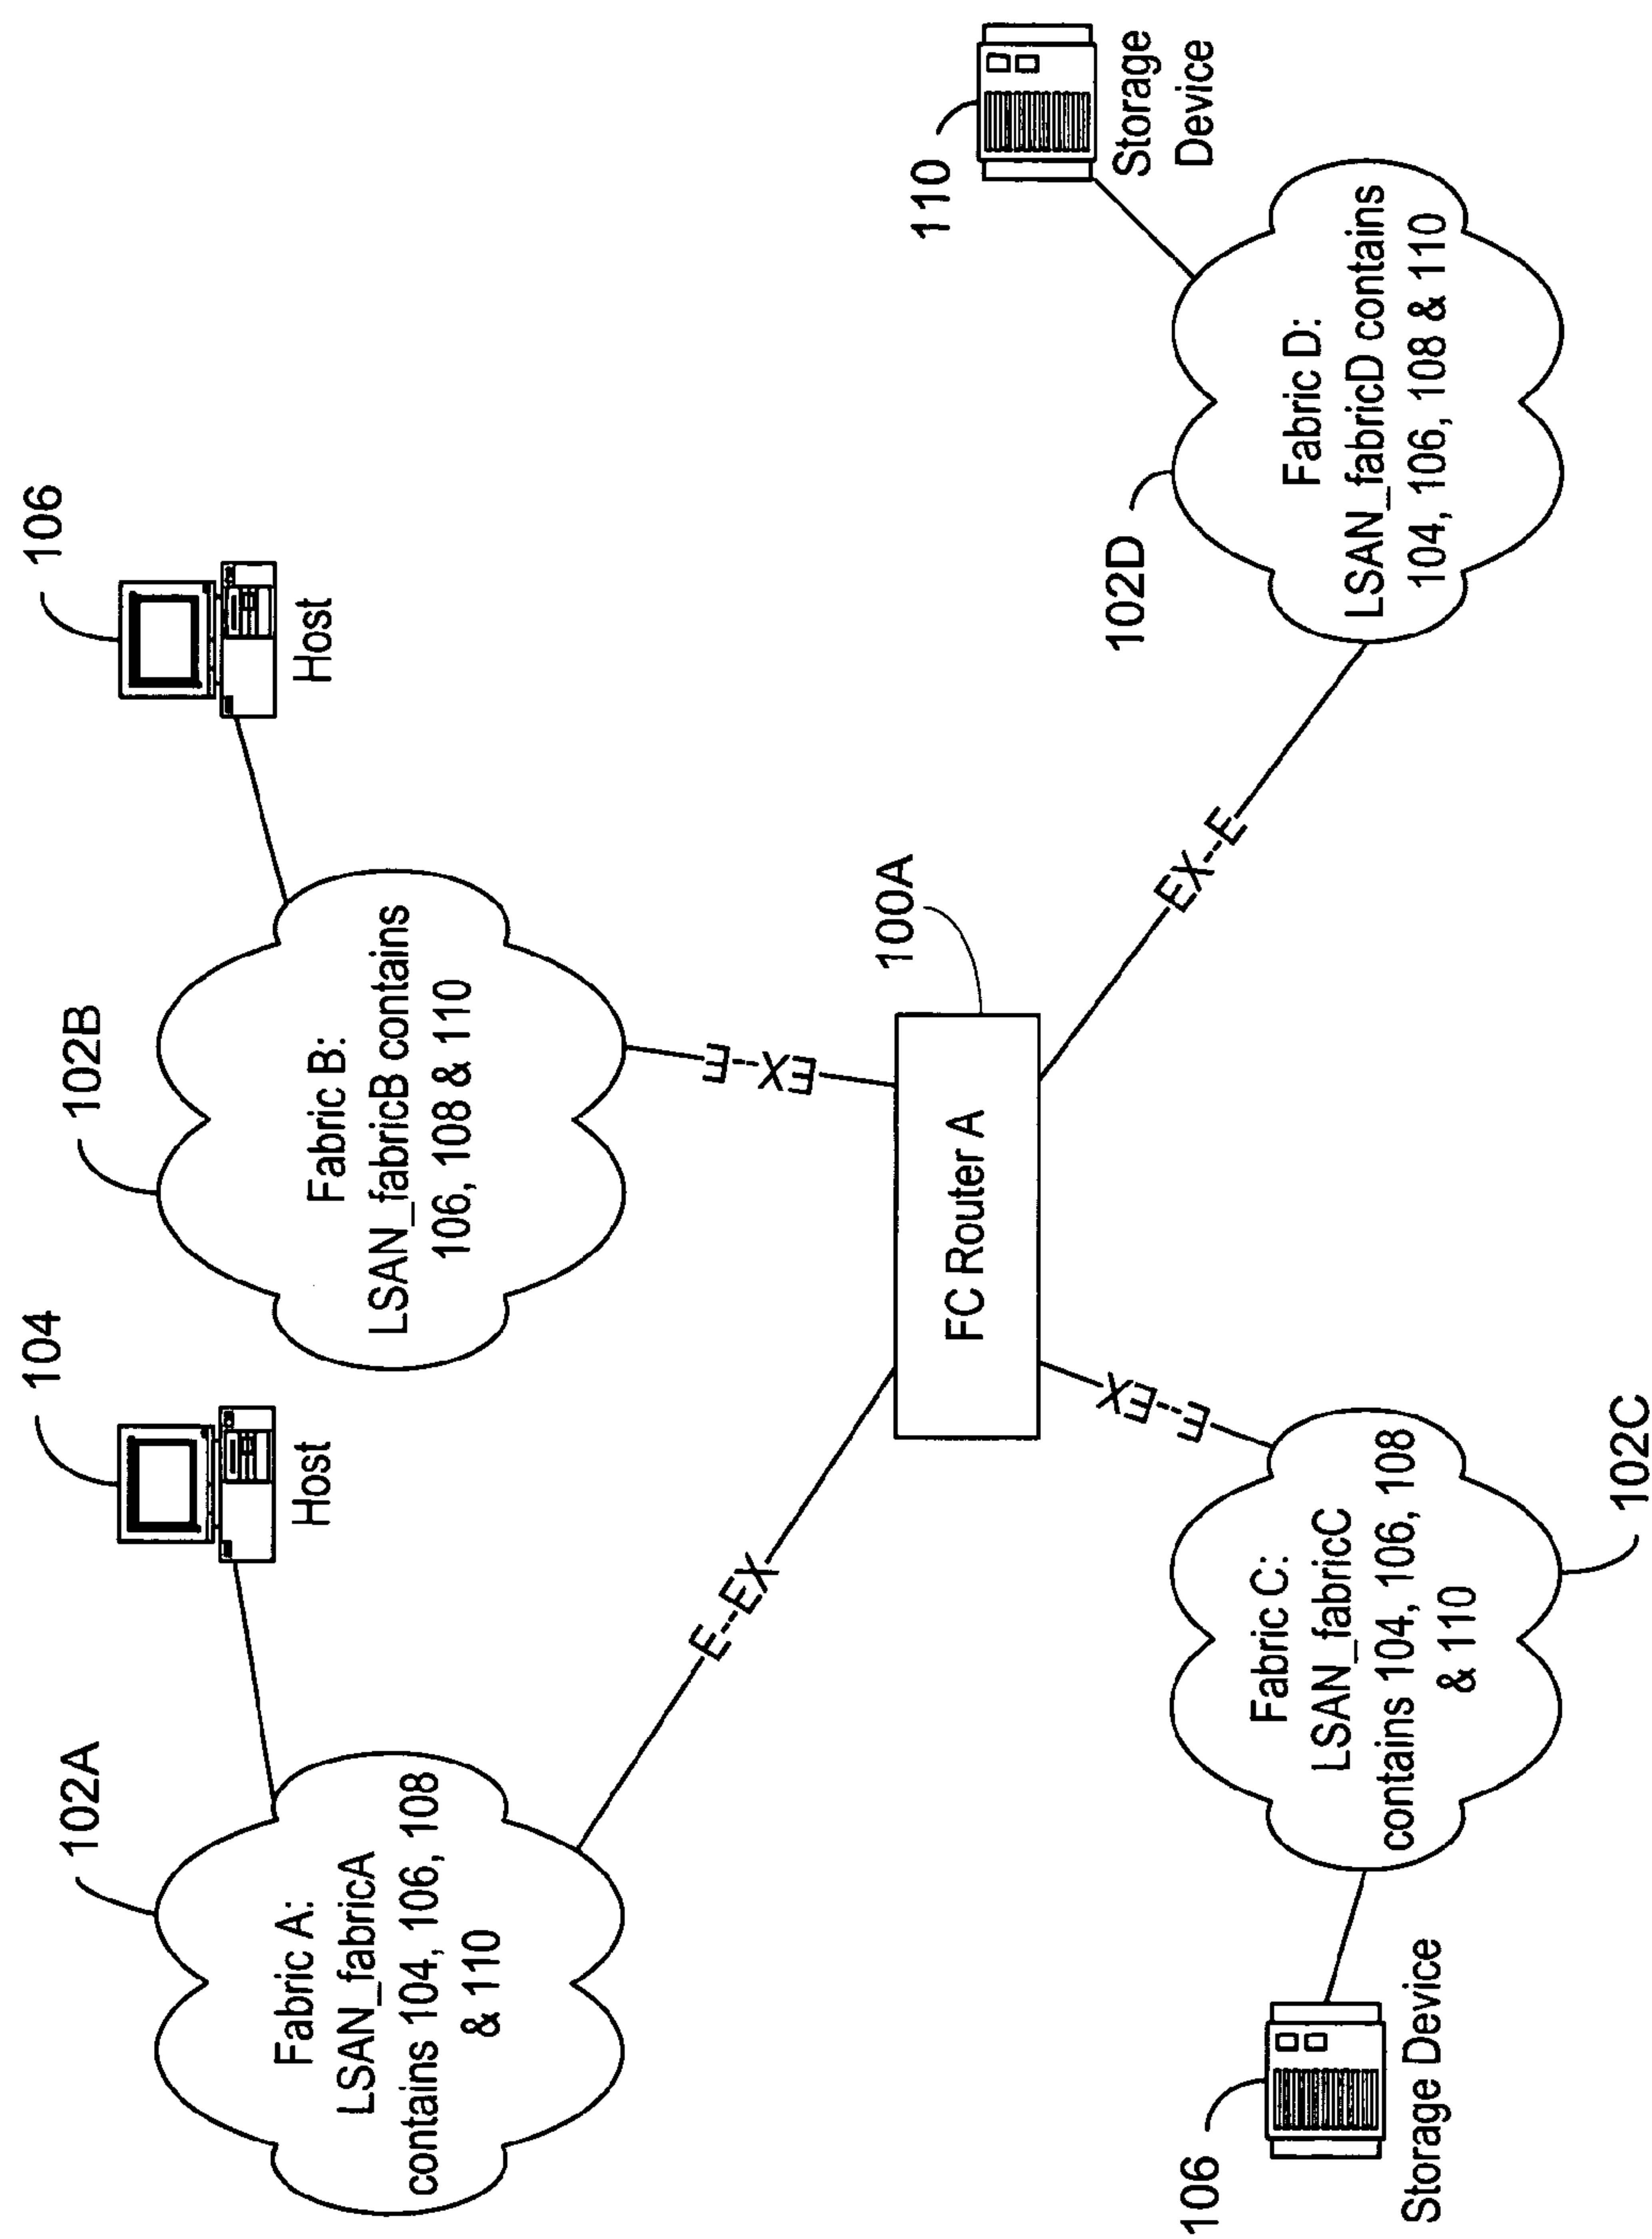 104
Host
106
Host
102A
Fabric A:
LSAN_fabricA
contains 104, 106, 108
& 110
102B
Fabric B:
LSAN_fabricB contains
106, 108 & 110
E--EX
E--EX
FC Router A
100A
EX--E
EX--E
106
Storage Device
Fabric C:
LSAN_fabricC
contains 104, 106, 108
& 110
102C
102D
Fabric D:
LSAN_fabricD contains
104, 106, 108 & 110
110
Storage
Device